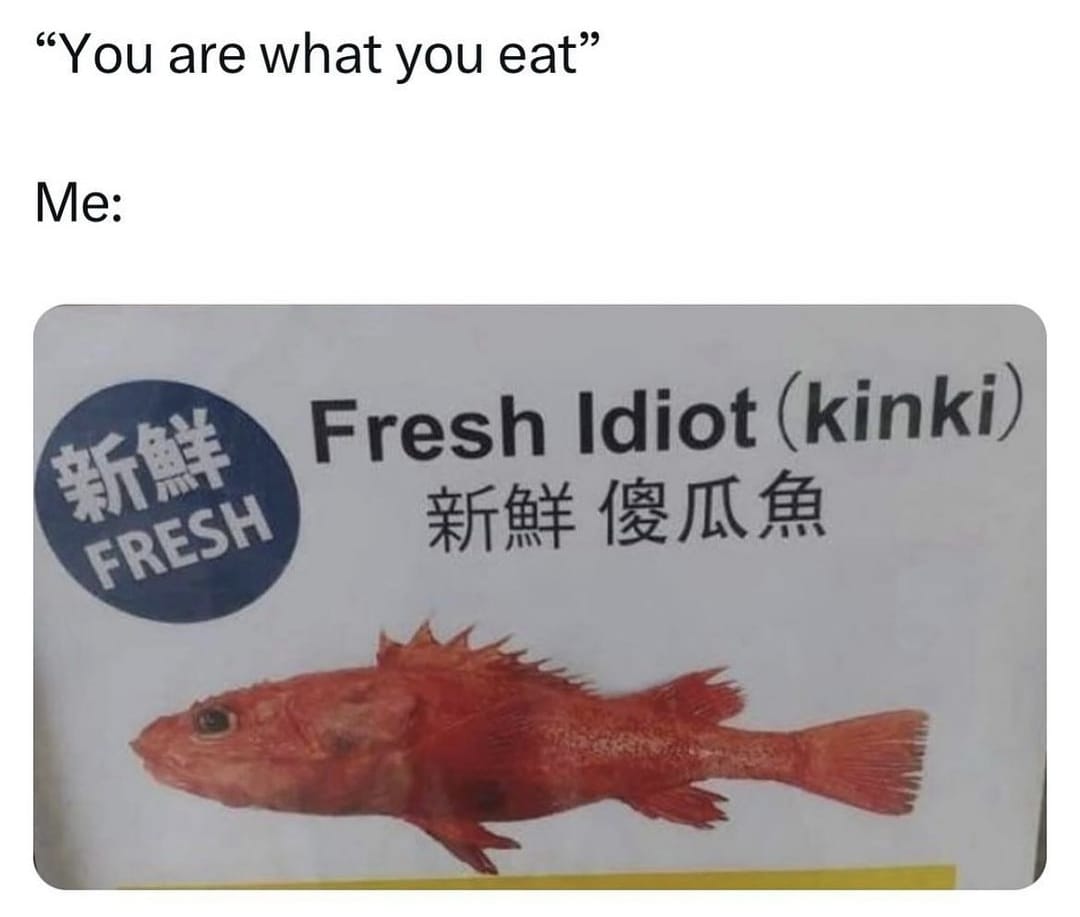 “You are what you eat”
Me:
新鮮
FRESH
Fresh Idiot (kinki)
新鮮 傻瓜魚